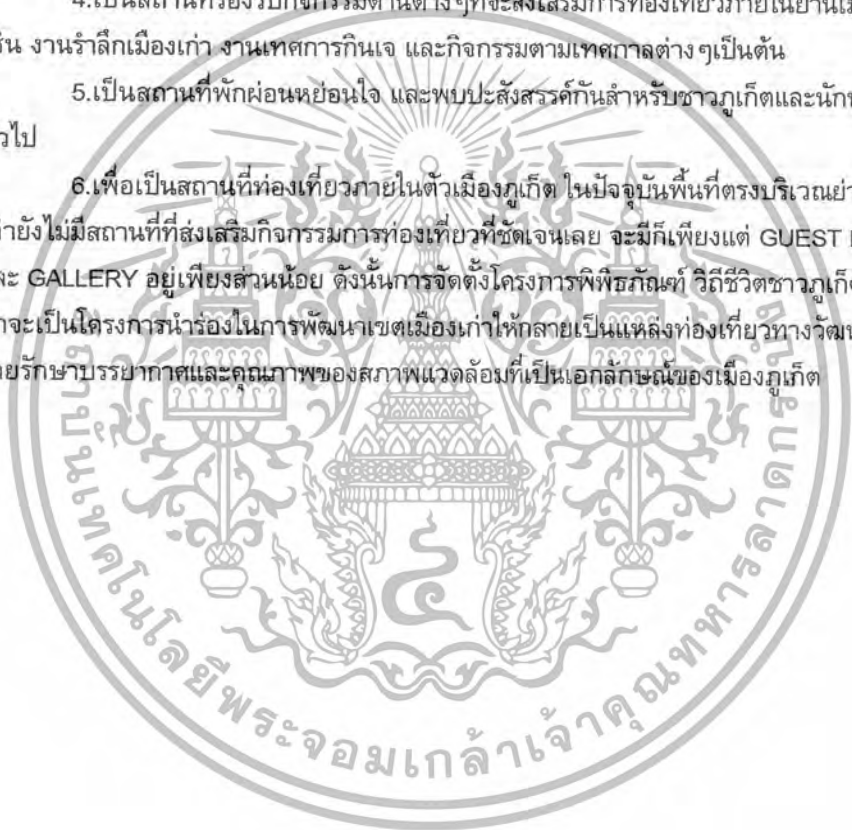 4.เป็นสถานที่รองรับกิจกรรมด้านต่างๆที่จะส่งเสริมการท่องเที่ยวภายในย่านเมื
งานรำลึกเมืองเก่า งานเทศการกินเจ และกิจกรรมตามเทศกาลต่างๆเป็นต้น
5.เป็นสถานที่พักผ่อนหย่อนใจ และพบปะสังสรรค์กันสำหรับชาวภูเก็ตและนักท
วไป
6.เพื่อเป็นสถานที่ท่องเที่ยวภายในตัวเมืองภูเก็ต ในปัจจุบันพื้นที่ตรงบริเวณย่า
ยังไม่มีสถานที่ที่ส่งเสริมกิจกรรมการท่องเที่ยวที่ชัดเจนเลย จะมีก็เพียงแต่ GUEST
ะ GALLERY อยู่เพียงส่วนน้อย ดังนั้นการจัดตั้งโครงการพิพิธภัณฑ์ วิถีชีวิตชาวภูเก็ต
จะเป็นโครงการนำร่องในการพัฒนาเขตเมืองเก่าให้กลายเป็นแหล่งท่องเที่ยวทางวัฒน
ยรักษาบรรยากาศและคุณภาพของสภาพแวดล้อมที่เป็นเอกลักษณ์ของเมืองภูเก็ต
สถาบันเทคโนโลยีพระจอมเกล้าเจ้าคุณทหารลาดกระบัง